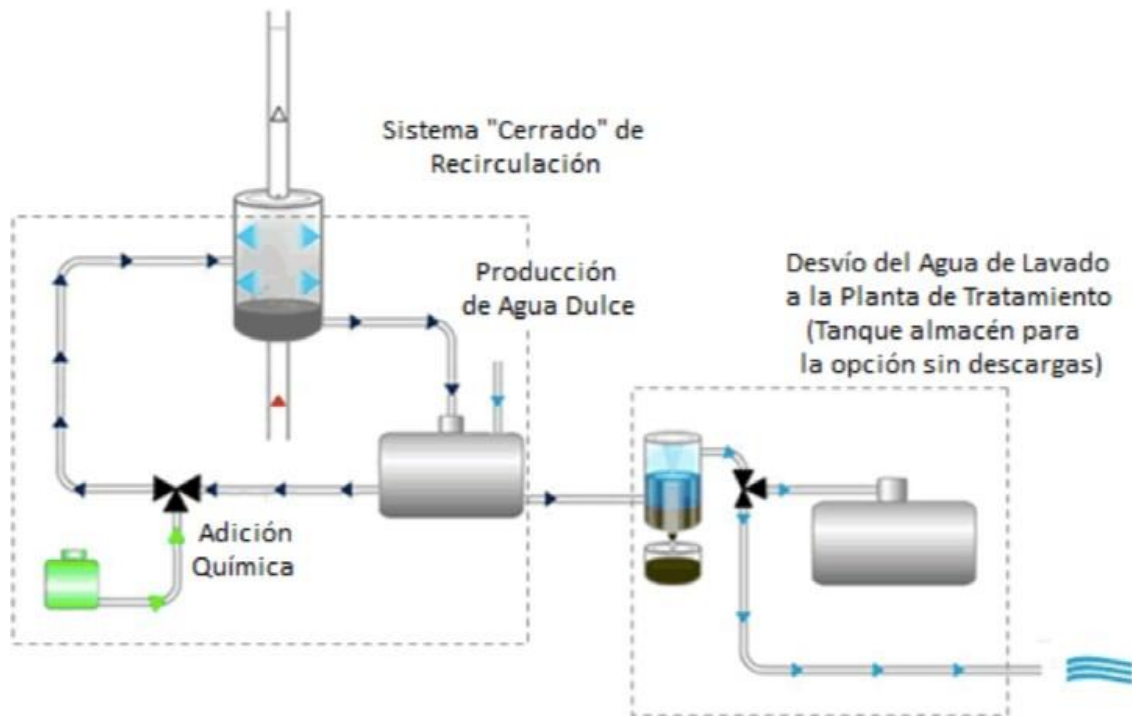 Sistema "Cerrado" de
Recirculación
Producción
de Agua Dulce
Desvío del Agua de Lavado
a la Planta de Tratamiento
(Tanque almacén para
la opción sin descargas)
Adición
Química